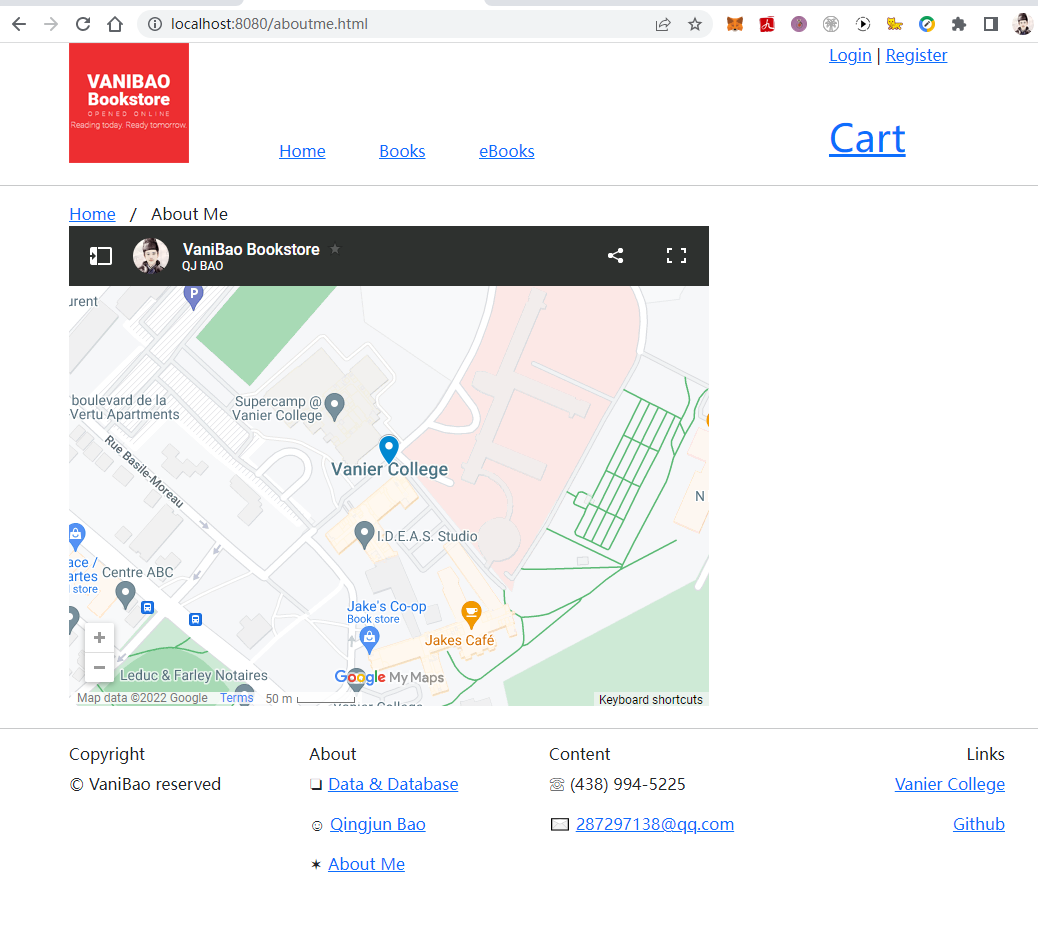 localhost:8080/aboutme.html
VANIBAO
Bookstore
OPENED ONLINE
Reading today. Ready tomorrow.
Login | Register
Cart
Home Books eBooks
Home / About Me
VaniBao Bookstore
QJ BAO
P
urent
boulevard de la
Vertu Apartments
Supercamp @
Vanier College
Rue Basile-Moreau
Vanier College
N
I.D.E.A.S. Studio
ace /
artes
store
Centre ABC
Jake's Co-op
Book store
Jakes Café
Leduc & Farley Notaires
+
−
Google My Maps
Map data ©2022 Google Terms 50 m
Keyboard shortcuts
Copyright About Content Links
© VaniBao reserved ❏ Data & Database ☏ (438) 994-5225 Vanier College
☺ Qingjun Bao ✉ 287297138@qq.com Github
✶ About Me